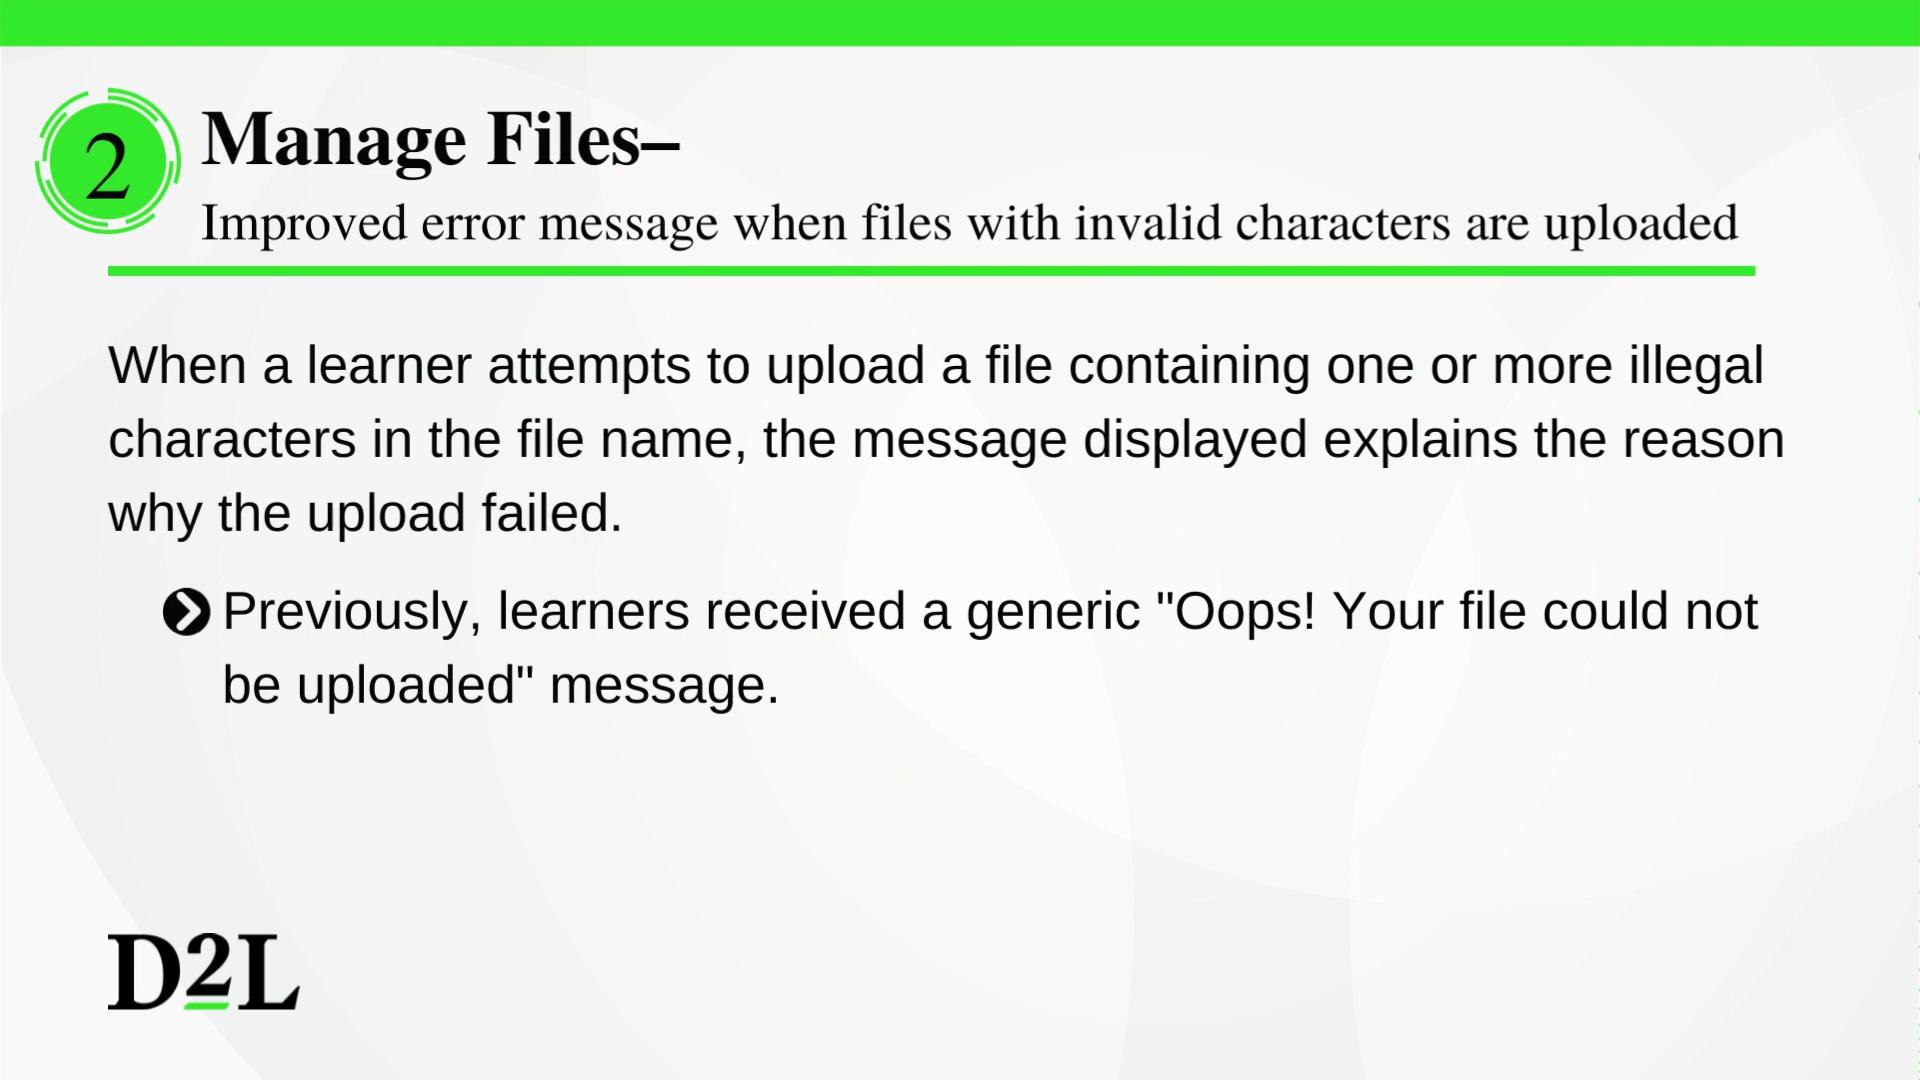 2
Manage Files–
Improved error message when files with invalid characters are uploaded
When a learner attempts to upload a file containing one or more illegal
characters in the file name, the message displayed explains the reason
why the upload failed.
Previously, learners received a generic "Oops! Your file could not
be uploaded" message.
D2L